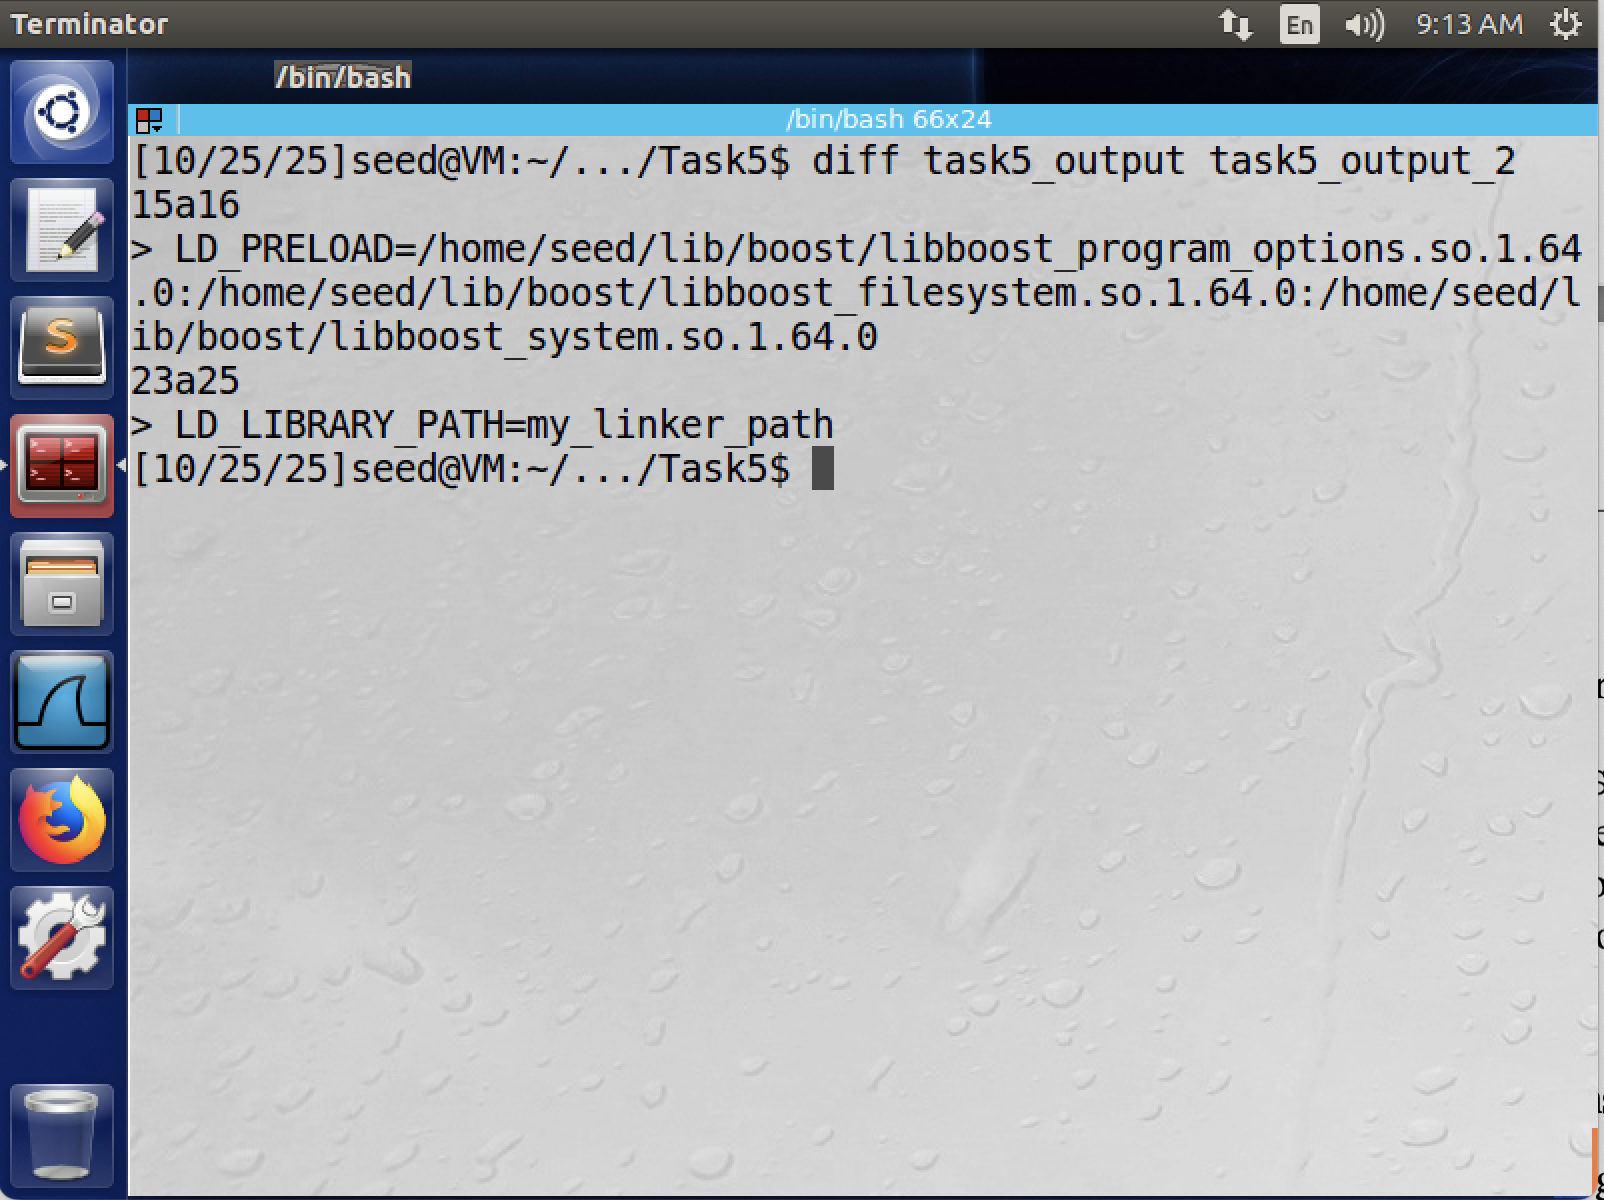 Terminator
En
9:13 AM
/bin/bash
/bin/bash 66x24
[10/25/25]seed@VM:~/.../Task5$ diff task5_output task5_output_2
15a16
> LD_PRELOAD=/home/seed/lib/boost/libboost_program_options.so.1.64
.0:/home/seed/lib/boost/libboost_filesystem.so.1.64.0:/home/seed/l
ib/boost/libboost_system.so.1.64.0
23a25
> LD_LIBRARY_PATH=my_linker_path
[10/25/25]seed@VM:~/.../Task5$